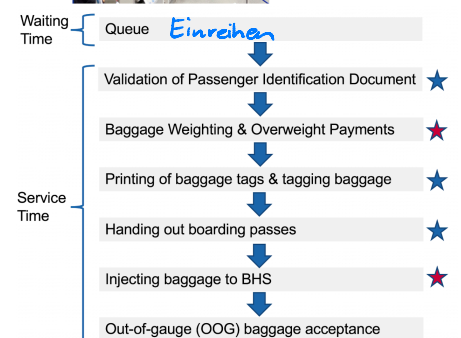 Waiting
Time
Queue Einreihen
Validation of Passenger Identification Document
Baggage Weighting & Overweight Payments
Printing of baggage tags & tagging baggage
Service
Time
Handing out boarding passes
Injecting baggage to BHS
Out-of-gauge (OOG) baggage acceptance